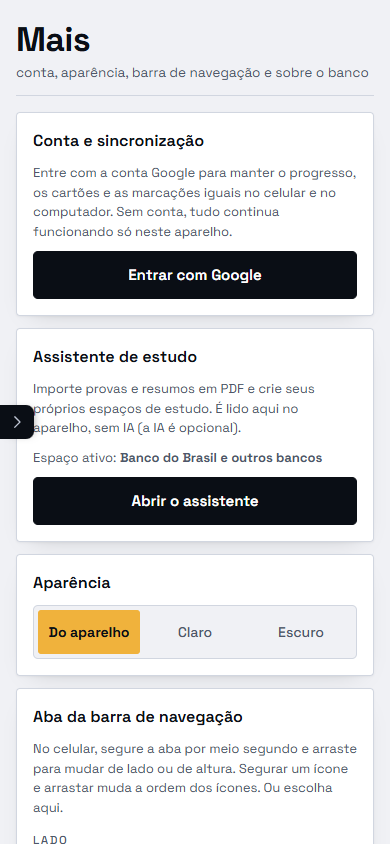 Mais
conta, aparência, barra de navegação e sobre o banco
Conta e sincronização
Entre com a conta Google para manter o progresso,
os cartões e as marcações iguais no celular e no
computador. Sem conta, tudo continua
funcionando só neste aparelho.
Entrar com Google
Assistente de estudo
Importe provas e resumos em PDF e crie seus
próprios espaços de estudo. É lido aqui no
aparelho, sem IA (a IA é opcional).
Espaço ativo: Banco do Brasil e outros bancos
Abrir o assistente
Aparência
Do aparelho
Claro
Escuro
Aba da barra de navegação
No celular, segure a aba por meio segundo e arraste
para mudar de lado ou de altura. Segurar um ícone
e arrastar muda a ordem dos ícones. Ou escolha
aqui.
LADO